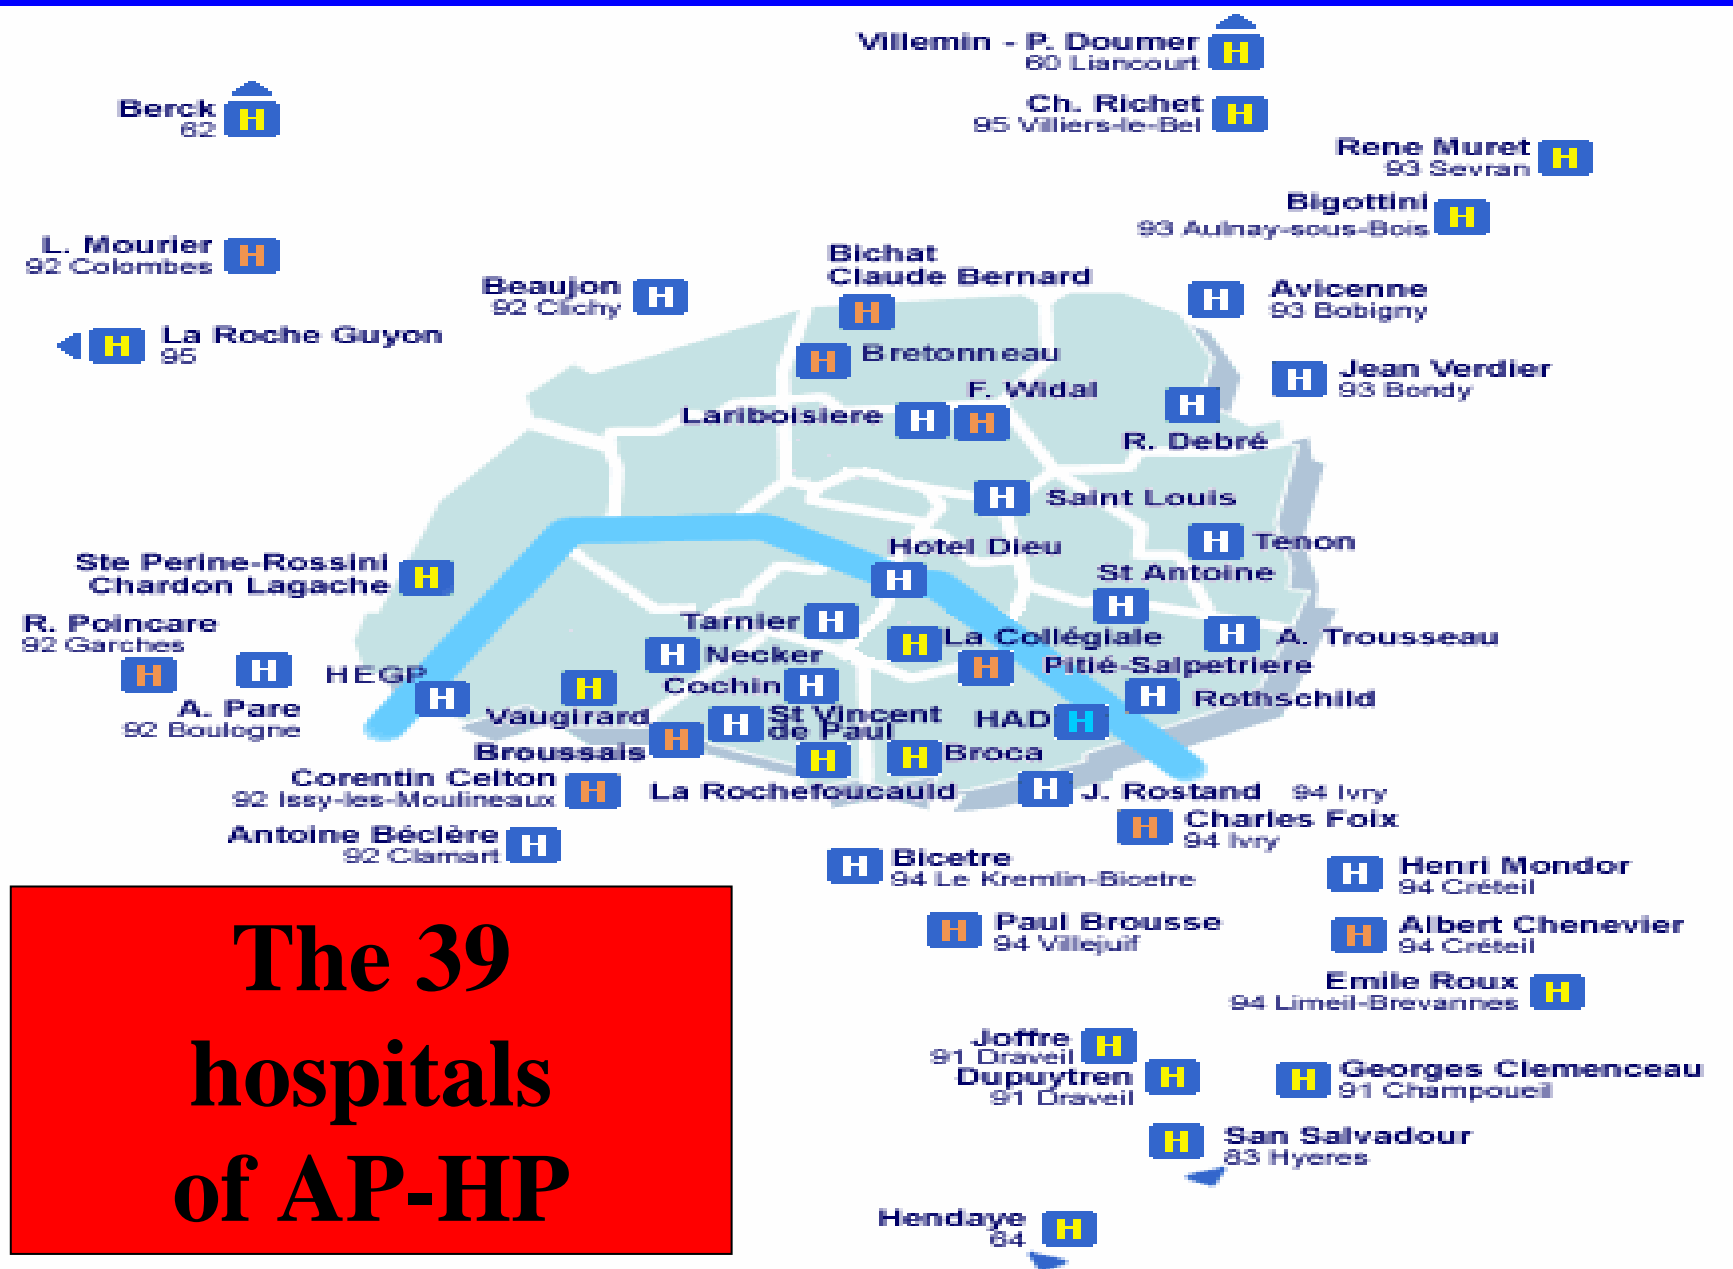 Villemin - P. Doumer
60 Liancourt
H
Berck
62
H
Ch. Richet
95 Villiers-le-Bel
H
Rene Muret
93 Sevran
H
Bigottini
93 Aulnay-sous-Bois
H
L. Mourier
92 Colombes
H
Beaujon
92 Clichy
H
Bichat
Claude Bernard
H
Avicenne
93 Bobigny
H
La Roche Guyon
95
H
Bretonneau
H
Jean Verdier
93 Bondy
H
F. Widal
H
Lariboisiere
H
R. Debré
H
Saint Louis
H
Hotel Dieu
H
Tenon
H
Ste Perine-Rossini
Chardon Lagache
H
St Antoine
H
R. Poincare
92 Garches
H
Tarnier
H
La Collégiale
H
A. Trousseau
H
Necker
H
Pitié-Salpetriere
H
HEGP
H
A. Pare
92 Boulogne
H
Vaugirard
H
Cochin
H
Rothschild
H
St Vincent
de Paul
H
HAD
H
Broussais
H
Broca
H
Corentin Celton
92 Issy-les-Moulineaux
H
La Rochefoucauld
H
J. Rostand 94 Ivry
H
Charles Foix
94 Ivry
H
Antoine Béclère
92 Clamart
H
Bicetre
94 Le Kremlin-Bicetre
H
Henri Mondor
94 Créteil
H
Paul Brousse
94 Villejuif
H
Albert Chenevier
94 Créteil
H
Emile Roux
94 Limeil-Brevannes
H
Joffre
91 Draveil
H
Dupuytren
91 Draveil
H
Georges Clemenceau
91 Champcueil
H
San Salvadour
83 Hyeres
H
Hendaye
64
H
The 39
hospitals
of AP-HP